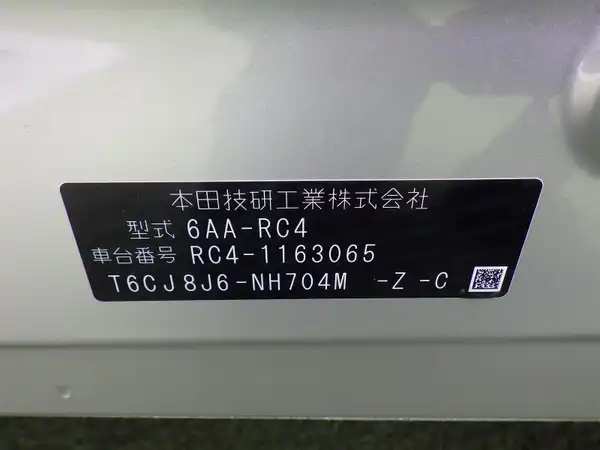 本田技研工業株式会社
型式 6AA-RC4
車台番号 RC4-1163065
T6CJ8J6-NH704M -Z -C